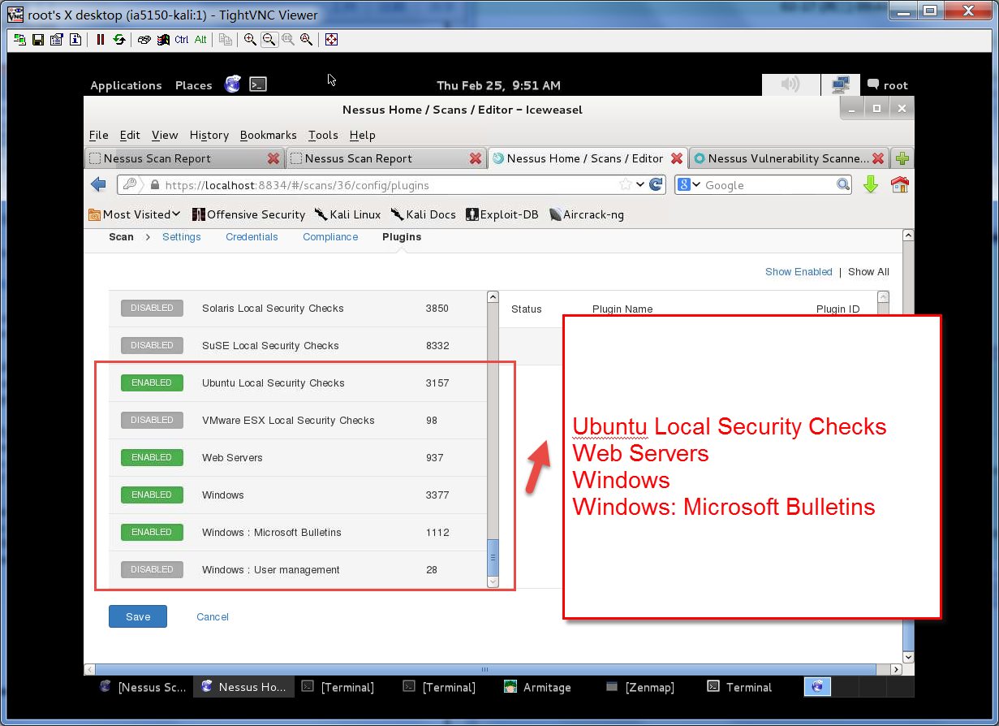 root's X desktop (ia5150-kali:1) - TightVNC Viewer
Ctrl Alt
Applications Places Thu Feb 25, 9:51 AM root
Nessus Home / Scans / Editor – Iceweasel
File Edit View History Bookmarks Tools Help
Nessus Scan Report Nessus Scan Report Nessus Home / Scans / Editor Nessus Vulnerability Scanne...
https://localhost:8834/#/scans/36/config/plugins Google
Most Visited Offensive Security Kali Linux Kali Docs Exploit-DB Aircrack-ng
Scan > Settings Credentials Compliance Plugins
Show Enabled | Show All
Status Plugin Name Plugin ID
DISABLED Solaris Local Security Checks 3850
DISABLED SuSE Local Security Checks 8332
ENABLED Ubuntu Local Security Checks 3157
DISABLED VMware ESX Local Security Checks 98
ENABLED Web Servers 937
ENABLED Windows 3377
ENABLED Windows : Microsoft Bulletins 1112
DISABLED Windows : User management 28
Ubuntu Local Security Checks
Web Servers
Windows
Windows: Microsoft Bulletins
Save Cancel
[Nessus Sc... Nessus Ho... [Terminal] [Terminal] Armitage [Zenmap] Terminal